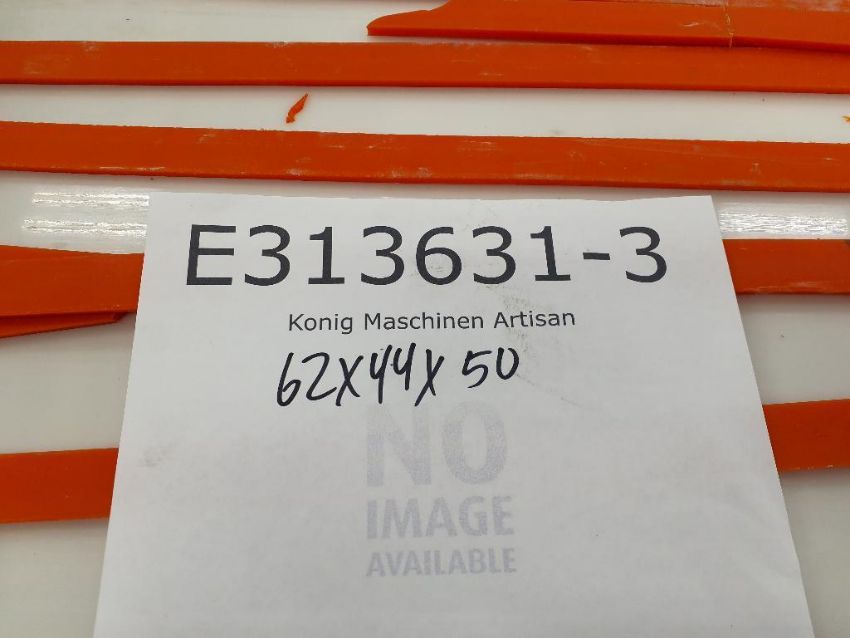 E313631-3
Konig Maschinen Artisan
62X44X50
NO
IMAGE
AVAILABLE